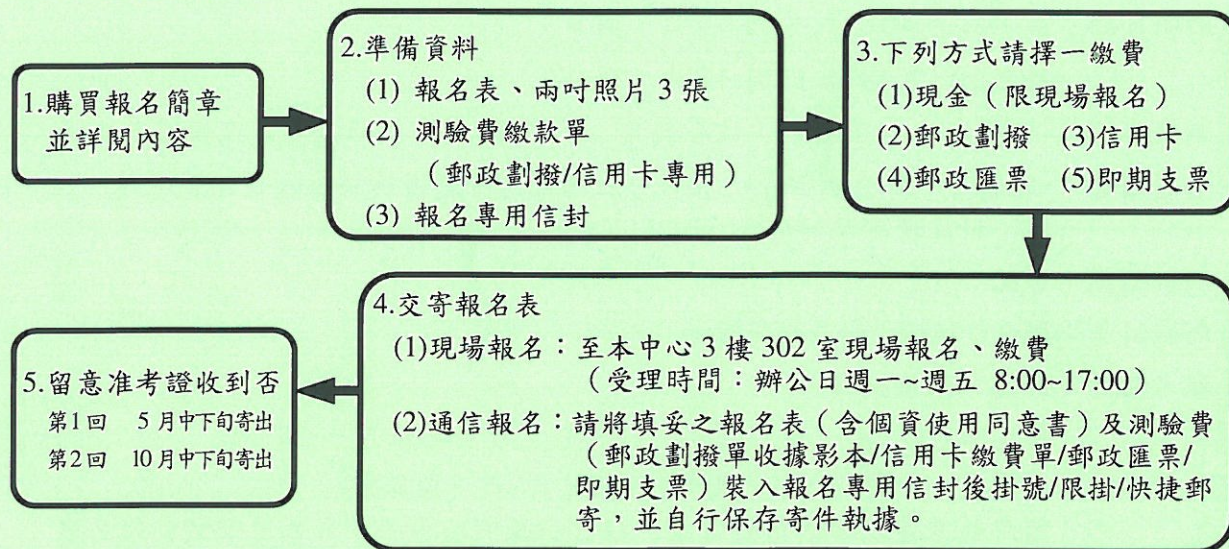 1.購買報名簡章
並詳閱內容
2.準備資料
(1) 報名表、兩吋照片 3 張
(2) 測驗費繳款單
（郵政劃撥/信用卡專用）
(3) 報名專用信封
3.下列方式請擇一繳費
(1)現金（限現場報名）
(2)郵政劃撥 (3)信用卡
(4)郵政匯票 (5)即期支票
4.交寄報名表
(1)現場報名：至本中心 3 樓 302 室現場報名、繳費
（受理時間：辦公日週一~週五 8:00~17:00）
(2)通信報名：請將填妥之報名表（含個資使用同意書）及測驗費
（郵政劃撥單收據影本/信用卡繳費單/郵政匯票/
即期支票）裝入報名專用信封後掛號/限掛/快捷郵
寄，並自行保存寄件執據。
5.留意准考證收到否
第1回 5 月中下旬寄出
第2回 10 月中下旬寄出